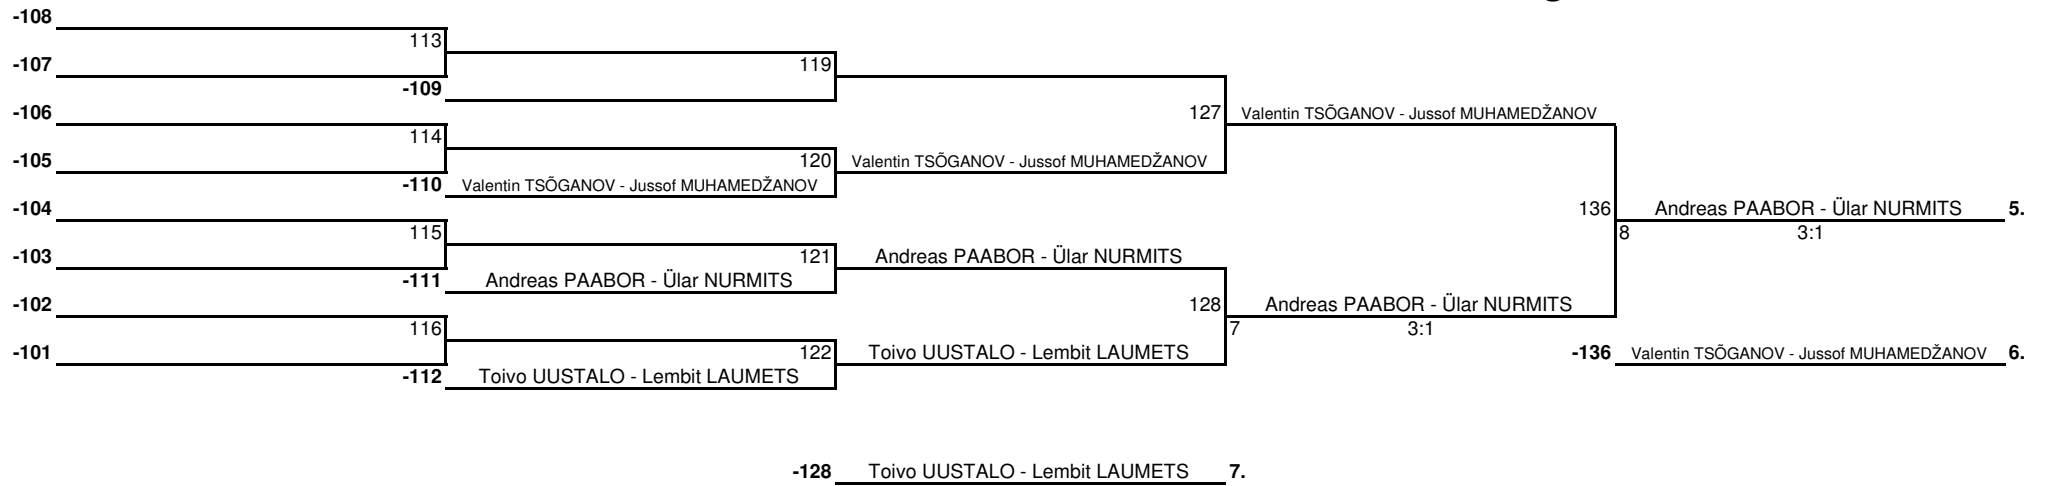 -108
113
-107
119
-109
-106
127 Valentin TSÕGANOV - Jussof MUHAMEDŽANOV
114
-105
120 Valentin TSÕGANOV - Jussof MUHAMEDŽANOV
-110 Valentin TSÕGANOV - Jussof MUHAMEDŽANOV
-104
136 Andreas PAABOR - Ülar NURMITS 5.
115
8 3:1
-103
121 Andreas PAABOR - Ülar NURMITS
-111 Andreas PAABOR - Ülar NURMITS
-102
128 Andreas PAABOR - Ülar NURMITS
116
7 3:1
-101
122 Toivo UUSTALO - Lembit LAUMETS
-136 Valentin TSÕGANOV - Jussof MUHAMEDŽANOV 6.
-112 Toivo UUSTALO - Lembit LAUMETS
-128 Toivo UUSTALO - Lembit LAUMETS 7.